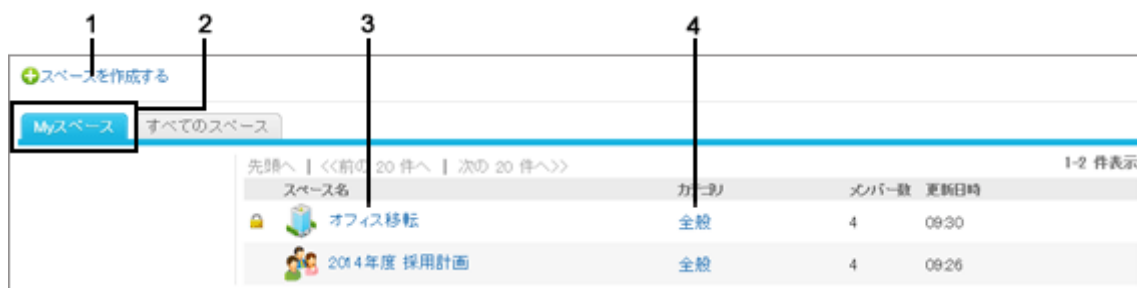 1 2 3 4
スペースを作成する
Myスペース すべてのスペース
先頭へ | <<前の 20 件へ | 次の 20 件へ>> 1-2 件表示
スペース名 カテゴリ メンバー数 更新日時
オフィス移転 全般 4 09:30
2014年度 採用計画 全般 4 09:26